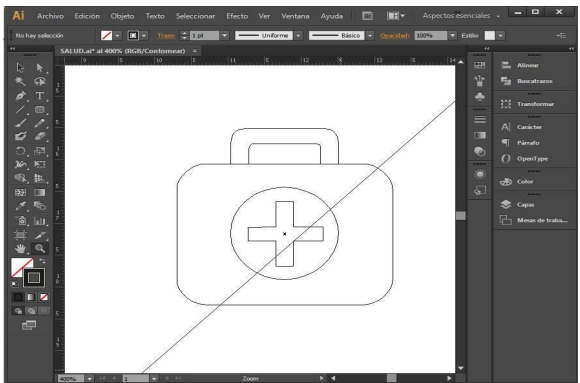 Ai Archivo Edición Objeto Texto Seleccionar Efecto Ver Ventana Ayuda Aspectos esenciales
No hay selección Trazo: 1 pt Uniforme Básico Opacidad: 100% Estilo:
SALUD.ai* al 400% (RGB/Contornear) ×
Alinear
Buscatrazos
Transformar
Carácter
Párrafo
OpenType
Color
Capas
Mesas de traba...
400% 1 Zoom